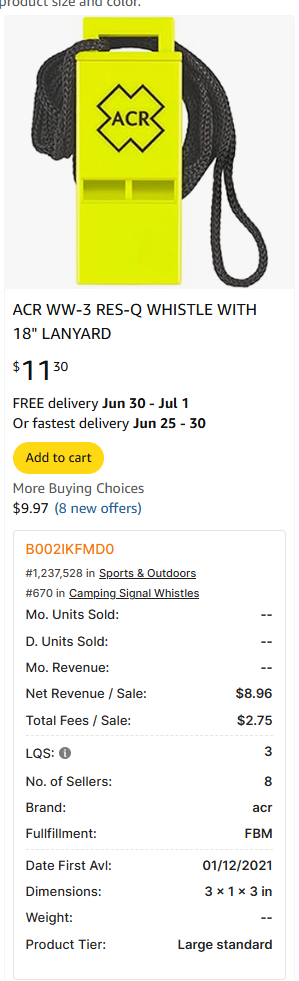 product size and color.
ACR
ACR WW-3 RES-Q WHISTLE WITH
18" LANYARD
$11.30
FREE delivery Jun 30 - Jul 1
Or fastest delivery Jun 25 - 30
Add to cart
More Buying Choices
$9.97 (8 new offers)
B002IKFMD0
#1,237,528 in Sports & Outdoors
#670 in Camping Signal Whistles
Mo. Units Sold: --
D. Units Sold: --
Mo. Revenue: --
Net Revenue / Sale: $8.96
Total Fees / Sale: $2.75
LQS: i 3
No. of Sellers: 8
Brand: acr
Fullfillment: FBM
Date First Avl: 01/12/2021
Dimensions: 3 × 1 × 3 in
Weight: --
Product Tier: Large standard